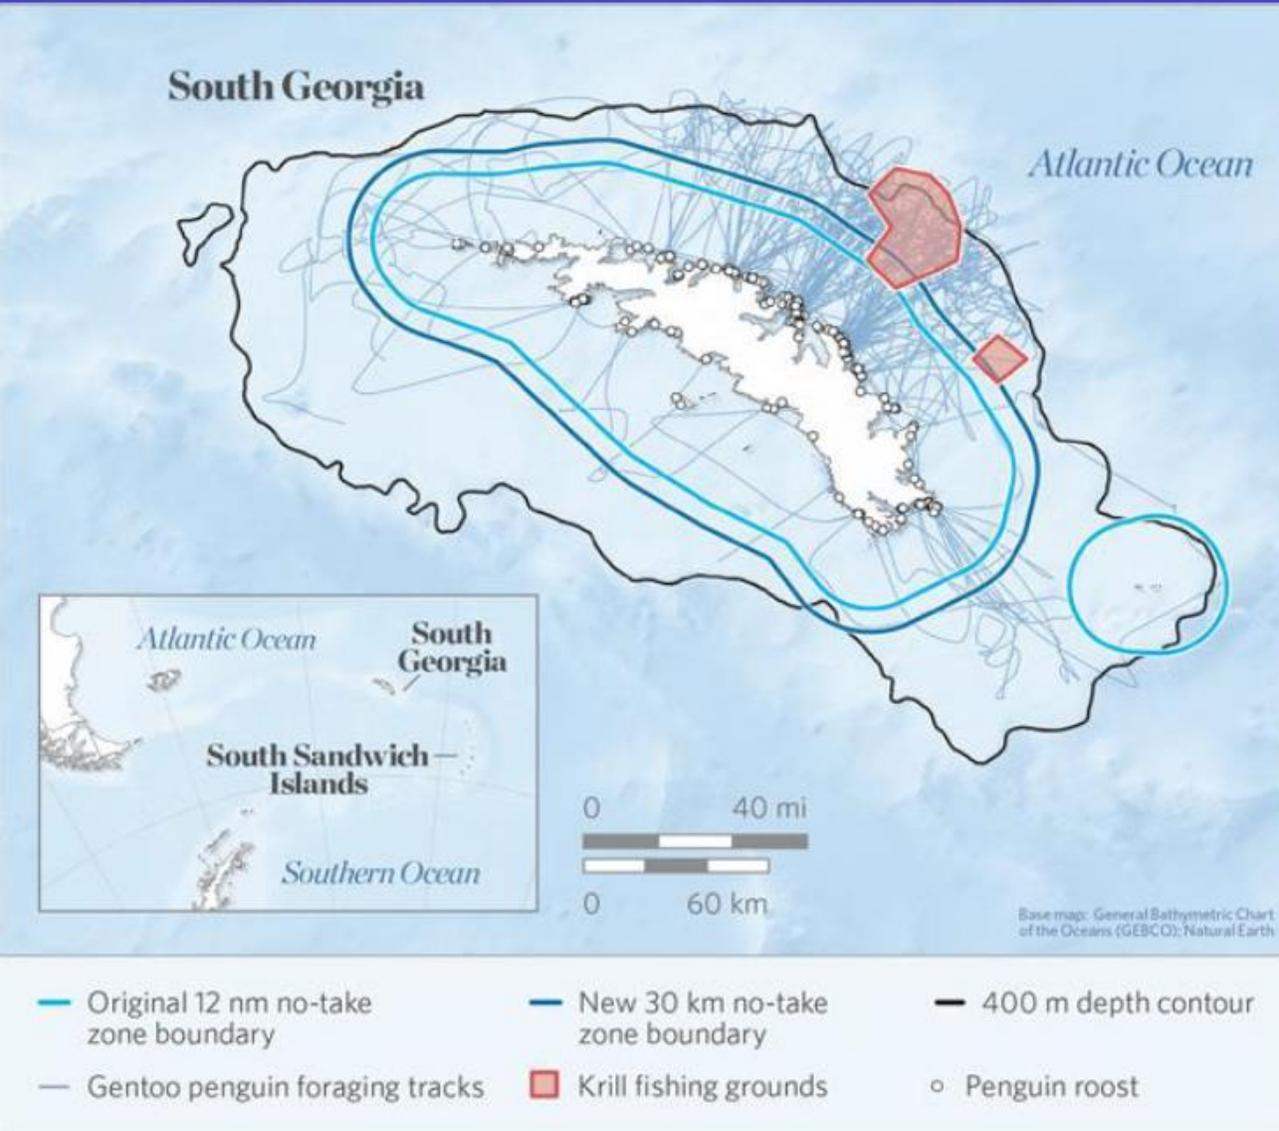 South Georgia
Atlantic Ocean
Atlantic Ocean
South
Georgia
South Sandwich
Islands
Southern Ocean
0 40 mi
0 60 km
Base map: General Bathymetric Chart
of the Oceans (GEBCO); Natural Earth
Original 12 nm no-take
zone boundary
New 30 km no-take
zone boundary
400 m depth contour
Gentoo penguin foraging tracks
Krill fishing grounds
Penguin roost